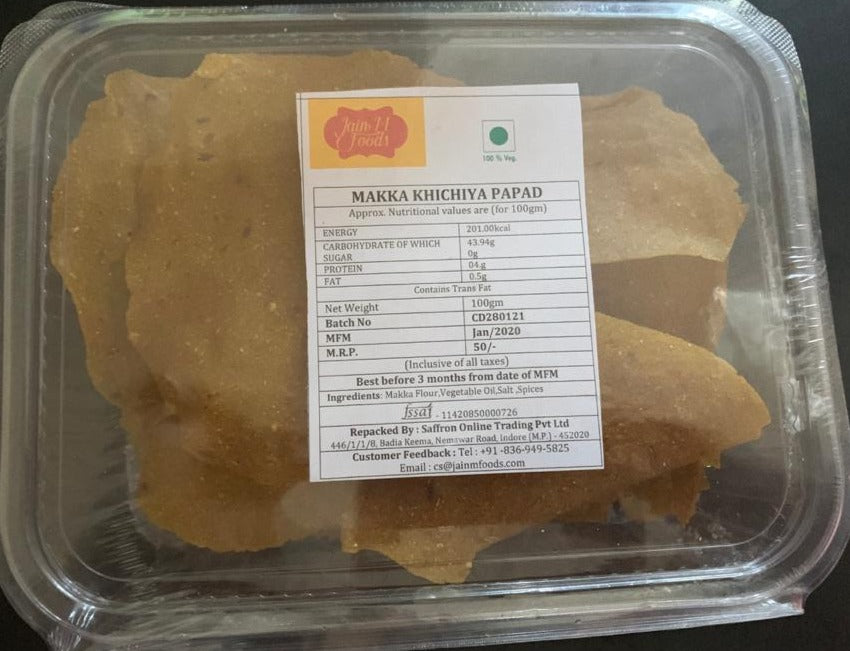 Jain M
Foods
100 % Veg.
MAKKA KHICHIYA PAPAD
Approx. Nutritional values are (for 100gm)
ENERGY 201.00kcal
CARBOHYDRATE OF WHICH 43.94g
SUGAR 0g
PROTEIN 04.g
FAT 0.5g
Contains Trans Fat
Net Weight 100gm
Batch No CD280121
MFM Jan/2020
M.R.P. 50/-
(Inclusive of all taxes)
Best before 3 months from date of MFM
Ingredients: Makka Flour,Vegetable Oil,Salt ,Spices
fssai - 11420850000726
Repacked By : Saffron Online Trading Pvt Ltd
446/1/1/8, Badia Keema, Nemawar Road, Indore (M.P.) - 452020
Customer Feedback : Tel : +91 -836-949-5825
Email : cs@jainmfoods.com